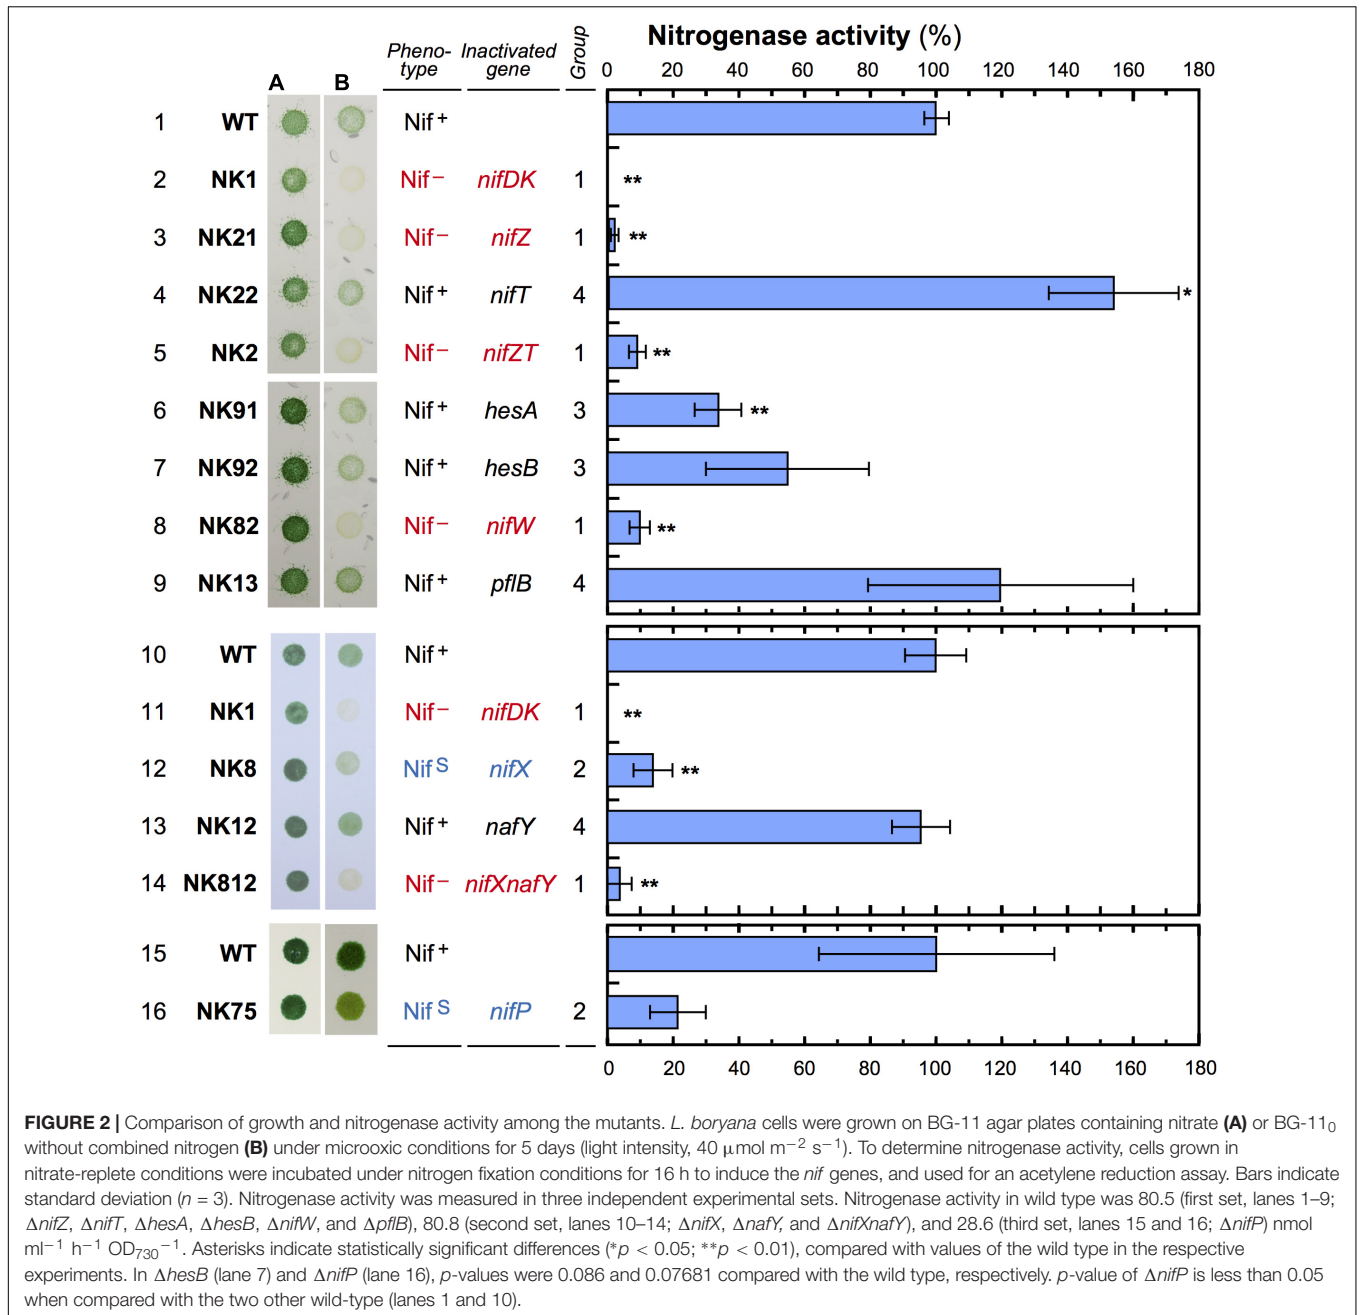 Nitrogenase activity (%)
Pheno-type Inactivated gene Group
A B
0 20 40 60 80 100 120 140 160 180
1 WT Nif+
2 NK1 Nif− nifDK 1 **
3 NK21 Nif− nifZ 1 **
4 NK22 Nif+ nifT 4 *
5 NK2 Nif− nifZT 1 **
6 NK91 Nif+ hesA 3 **
7 NK92 Nif+ hesB 3
8 NK82 Nif− nifW 1 **
9 NK13 Nif+ pflB 4
10 WT Nif+
11 NK1 Nif− nifDK 1 **
12 NK8 NifS nifX 2 **
13 NK12 Nif+ nafY 4
14 NK812 Nif− nifXnafY 1 **
15 WT Nif+
16 NK75 NifS nifP 2
0 20 40 60 80 100 120 140 160 180
FIGURE 2 | Comparison of growth and nitrogenase activity among the mutants. L. boryana cells were grown on BG-11 agar plates containing nitrate (A) or BG-11₀
without combined nitrogen (B) under microoxic conditions for 5 days (light intensity, 40 μmol m⁻² s⁻¹). To determine nitrogenase activity, cells grown in
nitrate-replete conditions were incubated under nitrogen fixation conditions for 16 h to induce the nif genes, and used for an acetylene reduction assay. Bars indicate
standard deviation (n = 3). Nitrogenase activity was measured in three independent experimental sets. Nitrogenase activity in wild type was 80.5 (first set, lanes 1–9;
ΔnifZ, ΔnifT, ΔhesA, ΔhesB, ΔnifW, and ΔpflB), 80.8 (second set, lanes 10–14; ΔnifX, ΔnafY, and ΔnifXnafY), and 28.6 (third set, lanes 15 and 16; ΔnifP) nmol
ml⁻¹ h⁻¹ OD₇₃₀⁻¹. Asterisks indicate statistically significant differences (*p < 0.05; **p < 0.01), compared with values of the wild type in the respective
experiments. In ΔhesB (lane 7) and ΔnifP (lane 16), p-values were 0.086 and 0.07681 compared with the wild type, respectively. p-value of ΔnifP is less than 0.05
when compared with the two other wild-type (lanes 1 and 10).